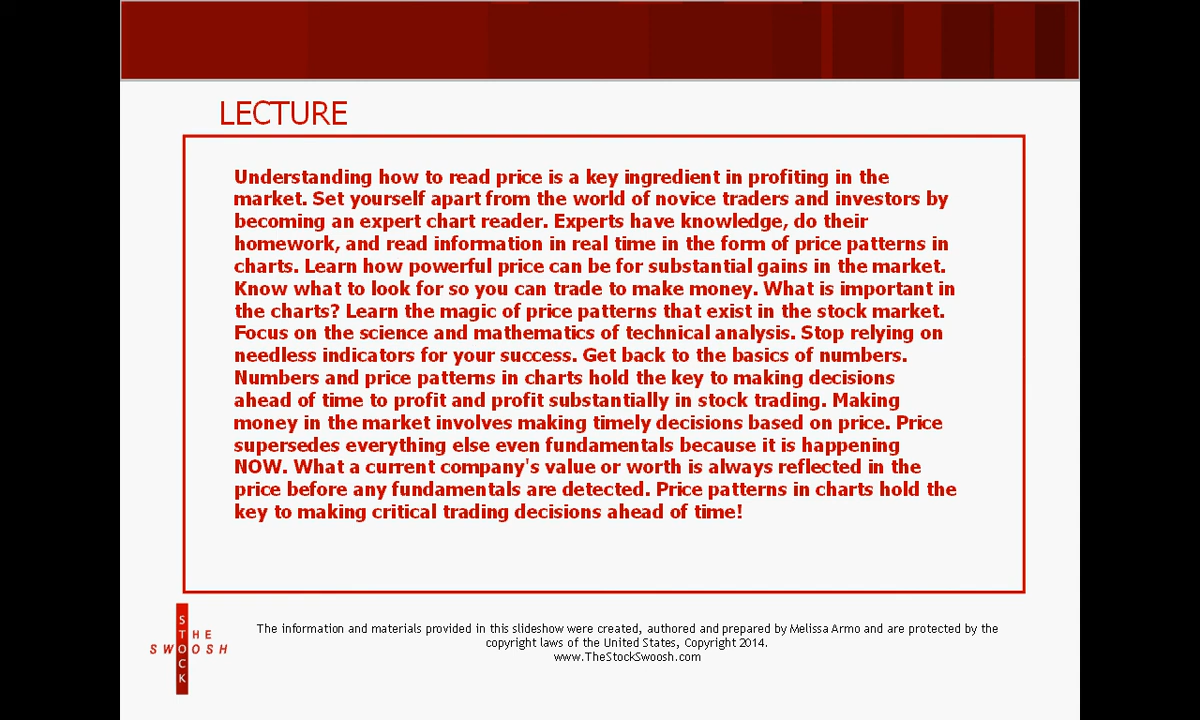 LECTURE
Understanding how to read price is a key ingredient in profiting in the
market. Set yourself apart from the world of novice traders and investors by
becoming an expert chart reader. Experts have knowledge, do their
homework, and read information in real time in the form of price patterns in
charts. Learn how powerful price can be for substantial gains in the market.
Know what to look for so you can trade to make money. What is important in
the charts? Learn the magic of price patterns that exist in the stock market.
Focus on the science and mathematics of technical analysis. Stop relying on
needless indicators for your success. Get back to the basics of numbers.
Numbers and price patterns in charts hold the key to making decisions
ahead of time to profit and profit substantially in stock trading. Making
money in the market involves making timely decisions based on price. Price
supersedes everything else even fundamentals because it is happening
NOW. What a current company's value or worth is always reflected in the
price before any fundamentals are detected. Price patterns in charts hold the
key to making critical trading decisions ahead of time!
THE
STOCK
SWOOSH
The information and materials provided in this slideshow were created, authored and prepared by Melissa Armo and are protected by the
copyright laws of the United States, Copyright 2014.
www.TheStockSwoosh.com